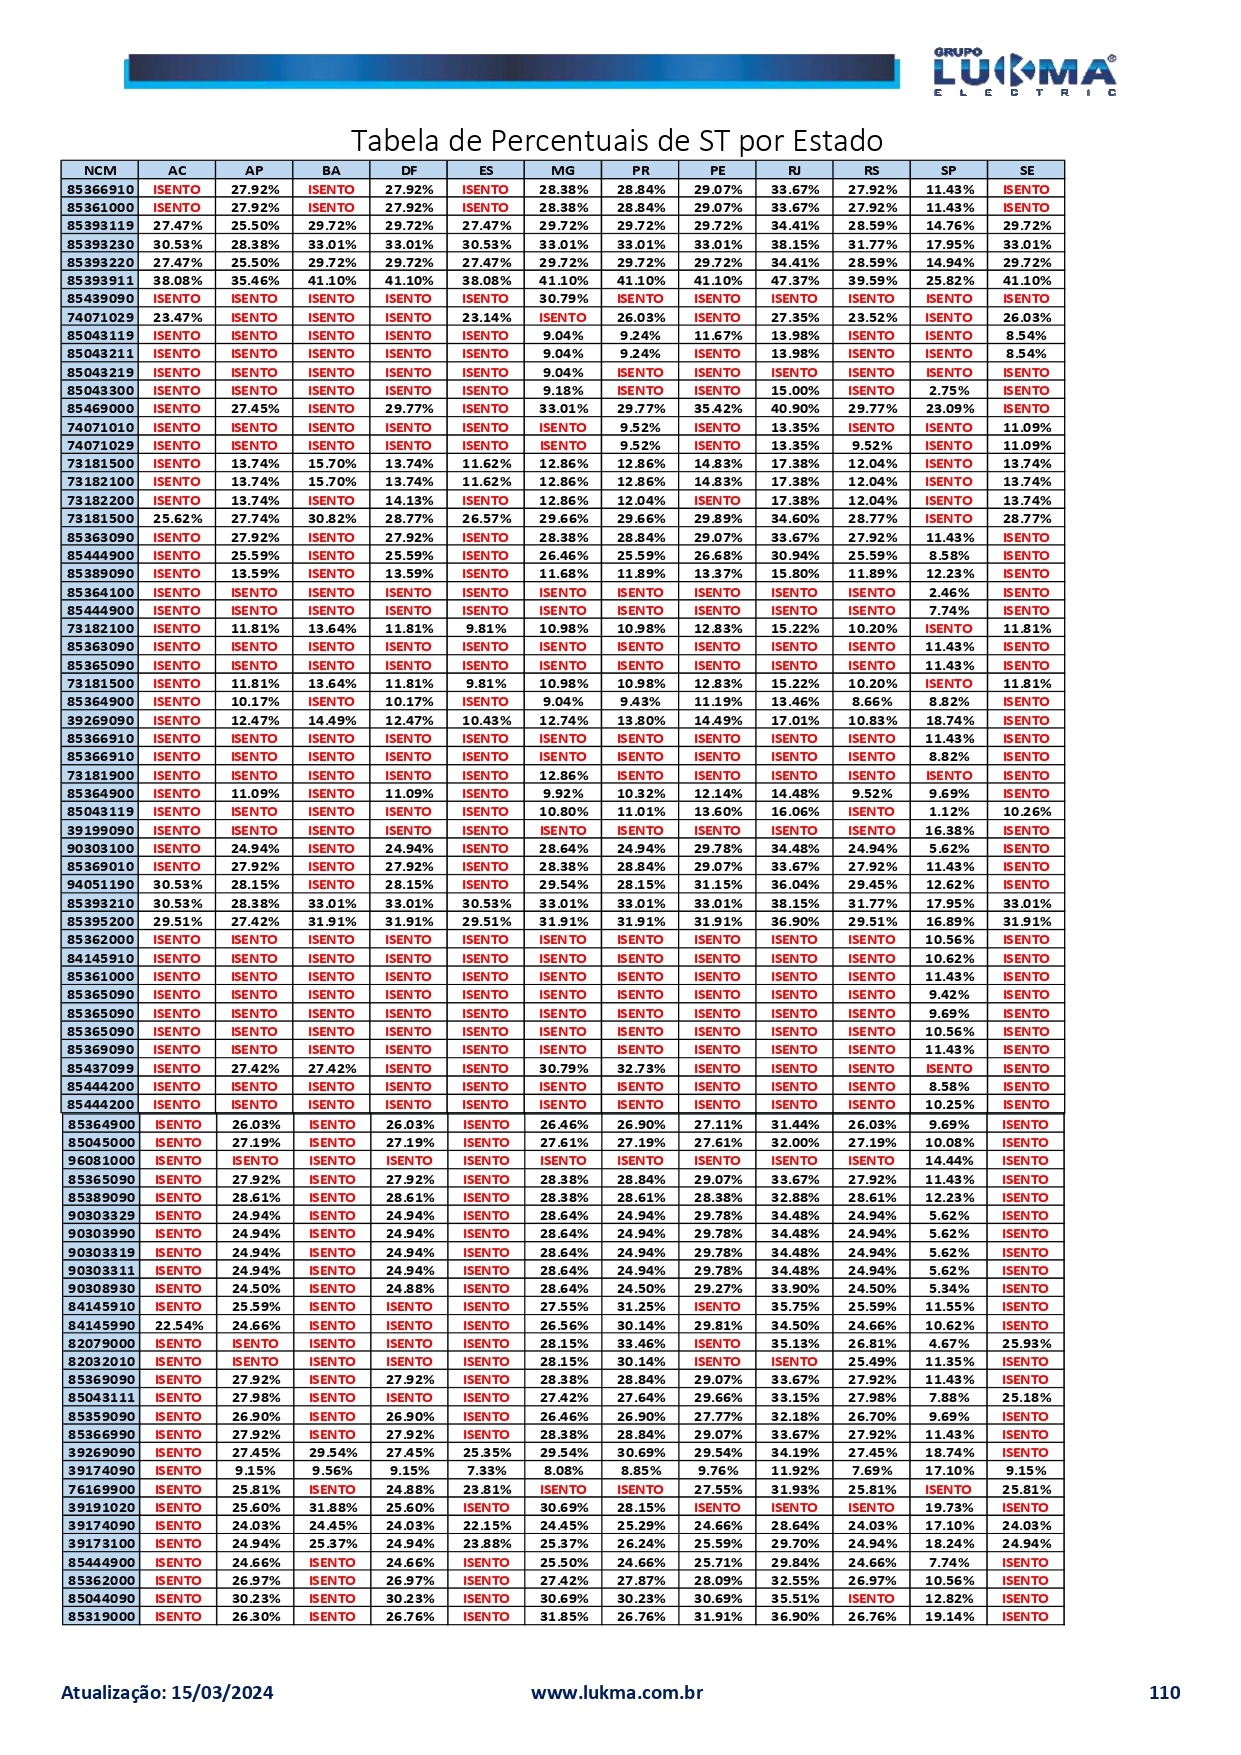 GRUPO
LUKMA®
ELECTRIC
Tabela de Percentuais de ST por Estado
NCM AC AP BA DF ES MG PR PE RJ RS SP SE
85366910 ISENTO 27.92% ISENTO 27.92% ISENTO 28.38% 28.84% 29.07% 33.67% 27.92% 11.43% ISENTO
85361000 ISENTO 27.92% ISENTO 27.92% ISENTO 28.38% 28.84% 29.07% 33.67% 27.92% 11.43% ISENTO
85393119 27.47% 25.50% 29.72% 29.72% 27.47% 29.72% 29.72% 29.72% 34.41% 28.59% 14.76% 29.72%
85393230 30.53% 28.38% 33.01% 33.01% 30.53% 33.01% 33.01% 33.01% 38.15% 31.77% 17.95% 33.01%
85393220 27.47% 25.50% 29.72% 29.72% 27.47% 29.72% 29.72% 29.72% 34.41% 28.59% 14.94% 29.72%
85393911 38.08% 35.46% 41.10% 41.10% 38.08% 41.10% 41.10% 41.10% 47.37% 39.59% 25.82% 41.10%
85439090 ISENTO ISENTO ISENTO ISENTO ISENTO 30.79% ISENTO ISENTO ISENTO ISENTO ISENTO ISENTO
74071029 23.47% ISENTO ISENTO ISENTO 23.14% ISENTO 26.03% ISENTO 27.35% 23.52% ISENTO 26.03%
85043119 ISENTO ISENTO ISENTO ISENTO ISENTO 9.04% 9.24% 11.67% 13.98% ISENTO ISENTO 8.54%
85043211 ISENTO ISENTO ISENTO ISENTO ISENTO 9.04% 9.24% ISENTO 13.98% ISENTO ISENTO 8.54%
85043219 ISENTO ISENTO ISENTO ISENTO ISENTO 9.04% ISENTO ISENTO ISENTO ISENTO ISENTO ISENTO
85043300 ISENTO ISENTO ISENTO ISENTO ISENTO 9.18% ISENTO ISENTO 15.00% ISENTO 2.75% ISENTO
85469000 ISENTO 27.45% ISENTO 29.77% ISENTO 33.01% 29.77% 35.42% 40.90% 29.77% 23.09% ISENTO
74071010 ISENTO ISENTO ISENTO ISENTO ISENTO ISENTO 9.52% ISENTO 13.35% ISENTO ISENTO 11.09%
74071029 ISENTO ISENTO ISENTO ISENTO ISENTO ISENTO 9.52% ISENTO 13.35% 9.52% ISENTO 11.09%
73181500 ISENTO 13.74% 15.70% 13.74% 11.62% 12.86% 12.86% 14.83% 17.38% 12.04% ISENTO 13.74%
73182100 ISENTO 13.74% 15.70% 13.74% 11.62% 12.86% 12.86% 14.83% 17.38% 12.04% ISENTO 13.74%
73182200 ISENTO 13.74% ISENTO 14.13% ISENTO 12.86% 12.04% ISENTO 17.38% 12.04% ISENTO 13.74%
73181500 25.62% 27.74% 30.82% 28.77% 26.57% 29.66% 29.66% 29.89% 34.60% 28.77% ISENTO 28.77%
85363090 ISENTO 27.92% ISENTO 27.92% ISENTO 28.38% 28.84% 29.07% 33.67% 27.92% 11.43% ISENTO
85444900 ISENTO 25.59% ISENTO 25.59% ISENTO 26.46% 25.59% 26.68% 30.94% 25.59% 8.58% ISENTO
85389090 ISENTO 13.59% ISENTO 13.59% ISENTO 11.68% 11.89% 13.37% 15.80% 11.89% 12.23% ISENTO
85364100 ISENTO ISENTO ISENTO ISENTO ISENTO ISENTO ISENTO ISENTO ISENTO ISENTO 2.46% ISENTO
85444900 ISENTO ISENTO ISENTO ISENTO ISENTO ISENTO ISENTO ISENTO ISENTO ISENTO 7.74% ISENTO
73182100 ISENTO 11.81% 13.64% 11.81% 9.81% 10.98% 10.98% 12.83% 15.22% 10.20% ISENTO 11.81%
85363090 ISENTO ISENTO ISENTO ISENTO ISENTO ISENTO ISENTO ISENTO ISENTO ISENTO 11.43% ISENTO
85365090 ISENTO ISENTO ISENTO ISENTO ISENTO ISENTO ISENTO ISENTO ISENTO ISENTO 11.43% ISENTO
73181500 ISENTO 11.81% 13.64% 11.81% 9.81% 10.98% 10.98% 12.83% 15.22% 10.20% ISENTO 11.81%
85364900 ISENTO 10.17% ISENTO 10.17% ISENTO 9.04% 9.43% 11.19% 13.46% 8.66% 8.82% ISENTO
39269090 ISENTO 12.47% 14.49% 12.47% 10.43% 12.74% 13.80% 14.49% 17.01% 10.83% 18.74% ISENTO
85366910 ISENTO ISENTO ISENTO ISENTO ISENTO ISENTO ISENTO ISENTO ISENTO ISENTO 11.43% ISENTO
85366910 ISENTO ISENTO ISENTO ISENTO ISENTO ISENTO ISENTO ISENTO ISENTO ISENTO 8.82% ISENTO
73181900 ISENTO ISENTO ISENTO ISENTO ISENTO 12.86% ISENTO ISENTO ISENTO ISENTO ISENTO ISENTO
85364900 ISENTO 11.09% ISENTO 11.09% ISENTO 9.92% 10.32% 12.14% 14.48% 9.52% 9.69% ISENTO
85043119 ISENTO ISENTO ISENTO ISENTO ISENTO 10.80% 11.01% 13.60% 16.06% ISENTO 1.12% 10.26%
39199090 ISENTO ISENTO ISENTO ISENTO ISENTO ISENTO ISENTO ISENTO ISENTO ISENTO 16.38% ISENTO
90303100 ISENTO 24.94% ISENTO 24.94% ISENTO 28.64% 24.94% 29.78% 34.48% 24.94% 5.62% ISENTO
85369010 ISENTO 27.92% ISENTO 27.92% ISENTO 28.38% 28.84% 29.07% 33.67% 27.92% 11.43% ISENTO
94051190 30.53% 28.15% ISENTO 28.15% ISENTO 29.54% 28.15% 31.15% 36.04% 29.45% 12.62% ISENTO
85393210 30.53% 28.38% 33.01% 33.01% 30.53% 33.01% 33.01% 33.01% 38.15% 31.77% 17.95% 33.01%
85395200 29.51% 27.42% 31.91% 31.91% 29.51% 31.91% 31.91% 31.91% 36.90% 29.51% 16.89% 31.91%
85362000 ISENTO ISENTO ISENTO ISENTO ISENTO ISENTO ISENTO ISENTO ISENTO ISENTO 10.56% ISENTO
84145910 ISENTO ISENTO ISENTO ISENTO ISENTO ISENTO ISENTO ISENTO ISENTO ISENTO 10.62% ISENTO
85361000 ISENTO ISENTO ISENTO ISENTO ISENTO ISENTO ISENTO ISENTO ISENTO ISENTO 11.43% ISENTO
85365090 ISENTO ISENTO ISENTO ISENTO ISENTO ISENTO ISENTO ISENTO ISENTO ISENTO 9.42% ISENTO
85365090 ISENTO ISENTO ISENTO ISENTO ISENTO ISENTO ISENTO ISENTO ISENTO ISENTO 9.69% ISENTO
85365090 ISENTO ISENTO ISENTO ISENTO ISENTO ISENTO ISENTO ISENTO ISENTO ISENTO 10.56% ISENTO
85369090 ISENTO ISENTO ISENTO ISENTO ISENTO ISENTO ISENTO ISENTO ISENTO ISENTO 11.43% ISENTO
85437099 ISENTO 27.42% 27.42% ISENTO ISENTO 30.79% 32.73% ISENTO ISENTO ISENTO ISENTO ISENTO
85444200 ISENTO ISENTO ISENTO ISENTO ISENTO ISENTO ISENTO ISENTO ISENTO ISENTO 8.58% ISENTO
85444200 ISENTO ISENTO ISENTO ISENTO ISENTO ISENTO ISENTO ISENTO ISENTO ISENTO 10.25% ISENTO
85364900 ISENTO 26.03% ISENTO 26.03% ISENTO 26.46% 26.90% 27.11% 31.44% 26.03% 9.69% ISENTO
85045000 ISENTO 27.19% ISENTO 27.19% ISENTO 27.61% 27.19% 27.61% 32.00% 27.19% 10.08% ISENTO
96081000 ISENTO ISENTO ISENTO ISENTO ISENTO ISENTO ISENTO ISENTO ISENTO ISENTO 14.44% ISENTO
85365090 ISENTO 27.92% ISENTO 27.92% ISENTO 28.38% 28.84% 29.07% 33.67% 27.92% 11.43% ISENTO
85389090 ISENTO 28.61% ISENTO 28.61% ISENTO 28.38% 28.61% 28.38% 32.88% 28.61% 12.23% ISENTO
90303329 ISENTO 24.94% ISENTO 24.94% ISENTO 28.64% 24.94% 29.78% 34.48% 24.94% 5.62% ISENTO
90303990 ISENTO 24.94% ISENTO 24.94% ISENTO 28.64% 24.94% 29.78% 34.48% 24.94% 5.62% ISENTO
90303319 ISENTO 24.94% ISENTO 24.94% ISENTO 28.64% 24.94% 29.78% 34.48% 24.94% 5.62% ISENTO
90303311 ISENTO 24.94% ISENTO 24.94% ISENTO 28.64% 24.94% 29.78% 34.48% 24.94% 5.62% ISENTO
90308930 ISENTO 24.50% ISENTO 24.88% ISENTO 28.64% 24.50% 29.27% 33.90% 24.50% 5.34% ISENTO
84145910 ISENTO 25.59% ISENTO ISENTO ISENTO 27.55% 31.25% ISENTO 35.75% 25.59% 11.55% ISENTO
84145990 22.54% 24.66% ISENTO ISENTO ISENTO 26.56% 30.14% 29.81% 34.50% 24.66% 10.62% ISENTO
82079000 ISENTO ISENTO ISENTO ISENTO ISENTO 28.15% 33.46% ISENTO 35.13% 26.81% 4.67% 25.93%
82032010 ISENTO ISENTO ISENTO ISENTO ISENTO 28.15% 30.14% ISENTO ISENTO 25.49% 11.35% ISENTO
85369090 ISENTO 27.92% ISENTO 27.92% ISENTO 28.38% 28.84% 29.07% 33.67% 27.92% 11.43% ISENTO
85043111 ISENTO 27.98% ISENTO ISENTO ISENTO 27.42% 27.64% 29.66% 33.15% 27.98% 7.88% 25.18%
85359090 ISENTO 26.90% ISENTO 26.90% ISENTO 26.46% 26.90% 27.77% 32.18% 26.70% 9.69% ISENTO
85366990 ISENTO 27.92% ISENTO 27.92% ISENTO 28.38% 28.84% 29.07% 33.67% 27.92% 11.43% ISENTO
39269090 ISENTO 27.45% 29.54% 27.45% 25.35% 29.54% 30.69% 29.54% 34.19% 27.45% 18.74% ISENTO
39174090 ISENTO 9.15% 9.56% 9.15% 7.33% 8.08% 8.85% 9.76% 11.92% 7.69% 17.10% 9.15%
76169900 ISENTO 25.81% ISENTO 24.88% 23.81% ISENTO ISENTO 27.55% 31.93% 25.81% ISENTO 25.81%
39191020 ISENTO 25.60% 31.88% 25.60% ISENTO 30.69% 28.15% ISENTO ISENTO ISENTO 19.73% ISENTO
39174090 ISENTO 24.03% 24.45% 24.03% 22.15% 24.45% 25.29% 24.66% 28.64% 24.03% 17.10% 24.03%
39173100 ISENTO 24.94% 25.37% 24.94% 23.88% 25.37% 26.24% 25.59% 29.70% 24.94% 18.24% 24.94%
85444900 ISENTO 24.66% ISENTO 24.66% ISENTO 25.50% 24.66% 25.71% 29.84% 24.66% 7.74% ISENTO
85362000 ISENTO 26.97% ISENTO 26.97% ISENTO 27.42% 27.87% 28.09% 32.55% 26.97% 10.56% ISENTO
85044090 ISENTO 30.23% ISENTO 30.23% ISENTO 30.69% 30.23% 30.69% 35.51% ISENTO 12.82% ISENTO
85319000 ISENTO 26.30% ISENTO 26.76% ISENTO 31.85% 26.76% 31.91% 36.90% 26.76% 19.14% ISENTO
Atualização: 15/03/2024 www.lukma.com.br 110